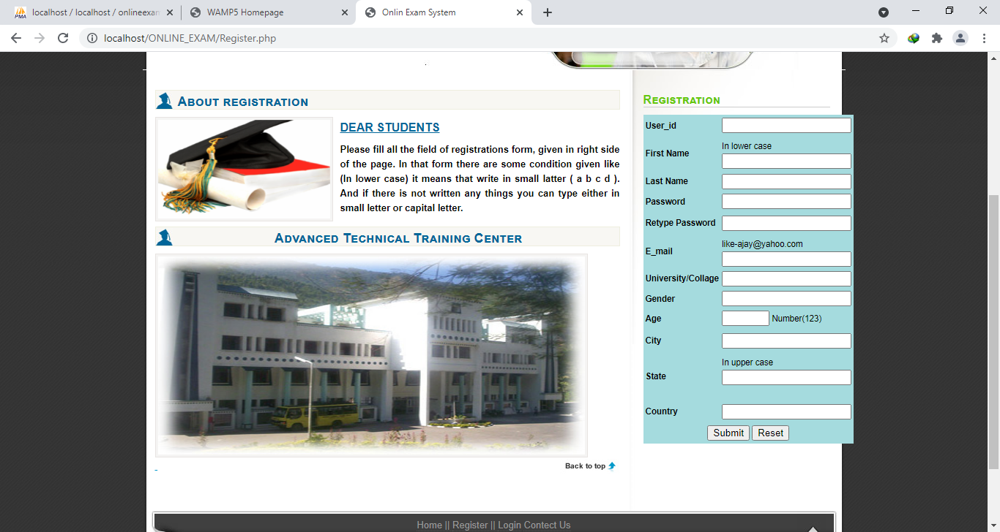 localhost / localhost / onlineexan
WAMP5 Homepage
Onlin Exam System
localhost/ONLINE_EXAM/Register.php
About registration
DEAR STUDENTS
Please fill all the field of registrations form, given in right side
of the page. In that form there are some condition given like
(In lower case) it means that write in small latter ( a b c d ).
And if there is not written any things you can type either in
small letter or capital letter.
Advanced Technical Training Center
Back to top
Registration
User_id
In lower case
First Name
Last Name
Password
Retype Password
like-ajay@yahoo.com
E_mail
University/Collage
Gender
Age Number(123)
City
In upper case
State
Country
Submit Reset
Home || Register || Login Contect Us